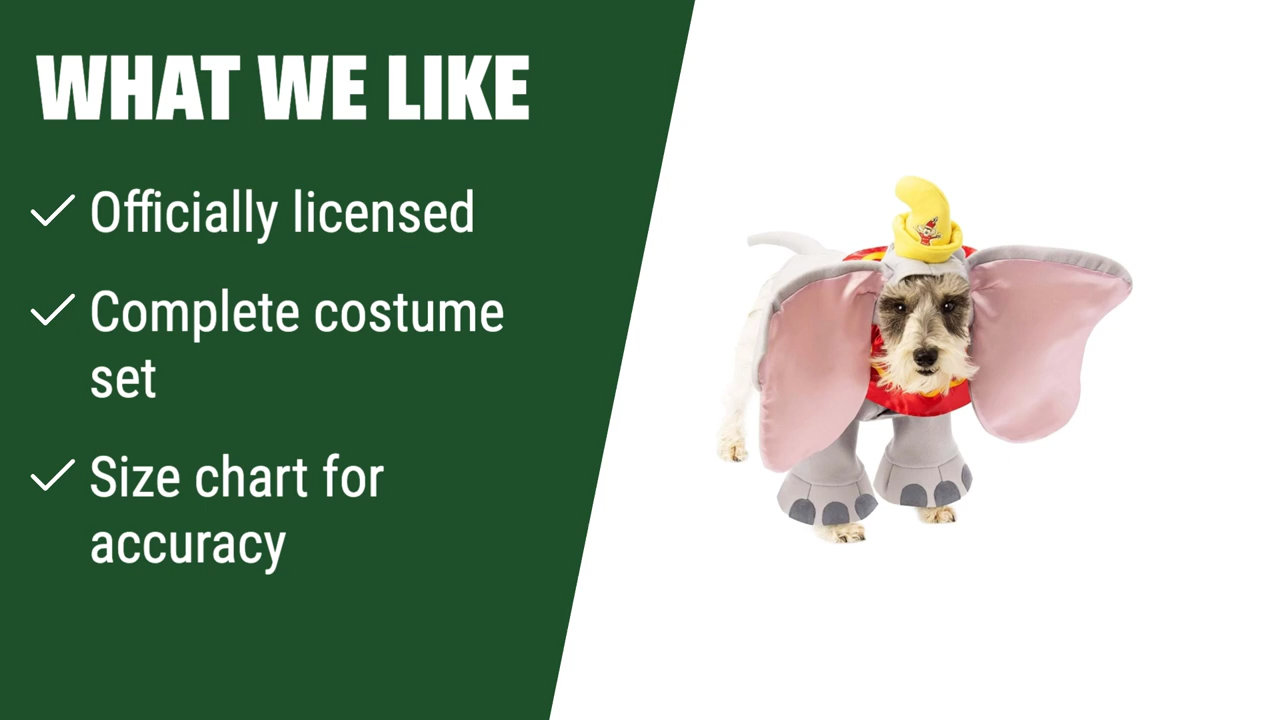 WHAT WE LIKE
Officially licensed
Complete costume
set
Size chart for
accuracy